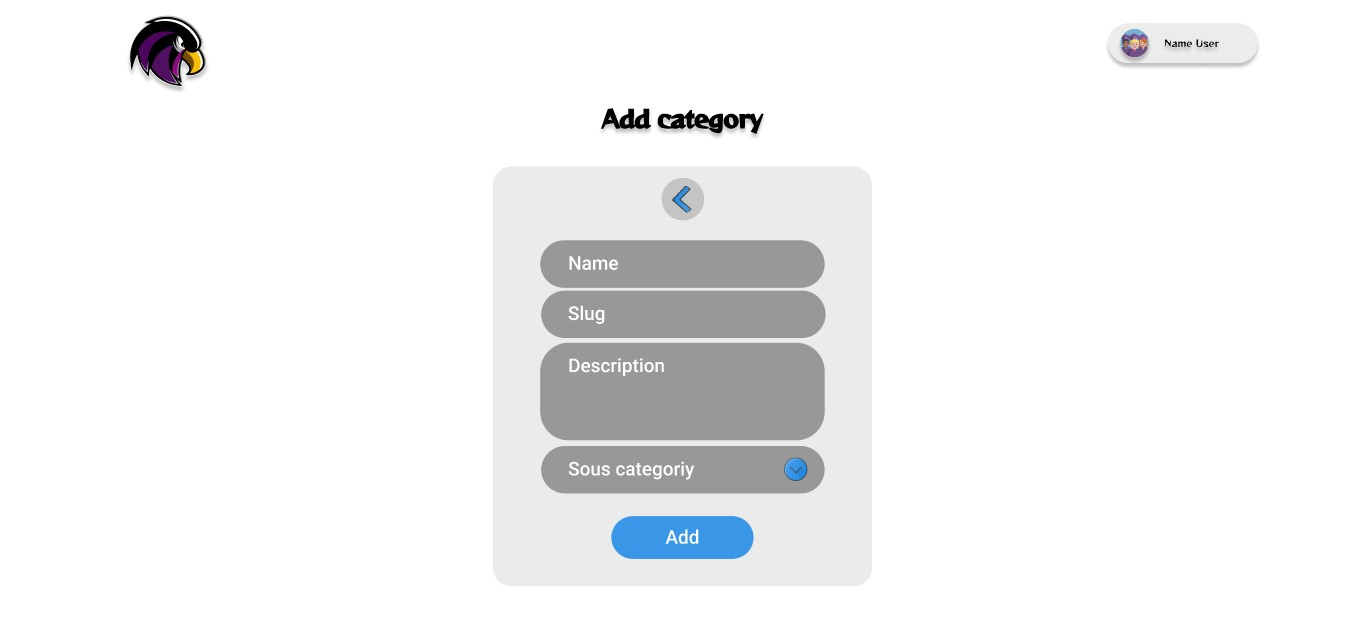 Name User
Add category
Name
Slug
Description
Sous categoriy
Add